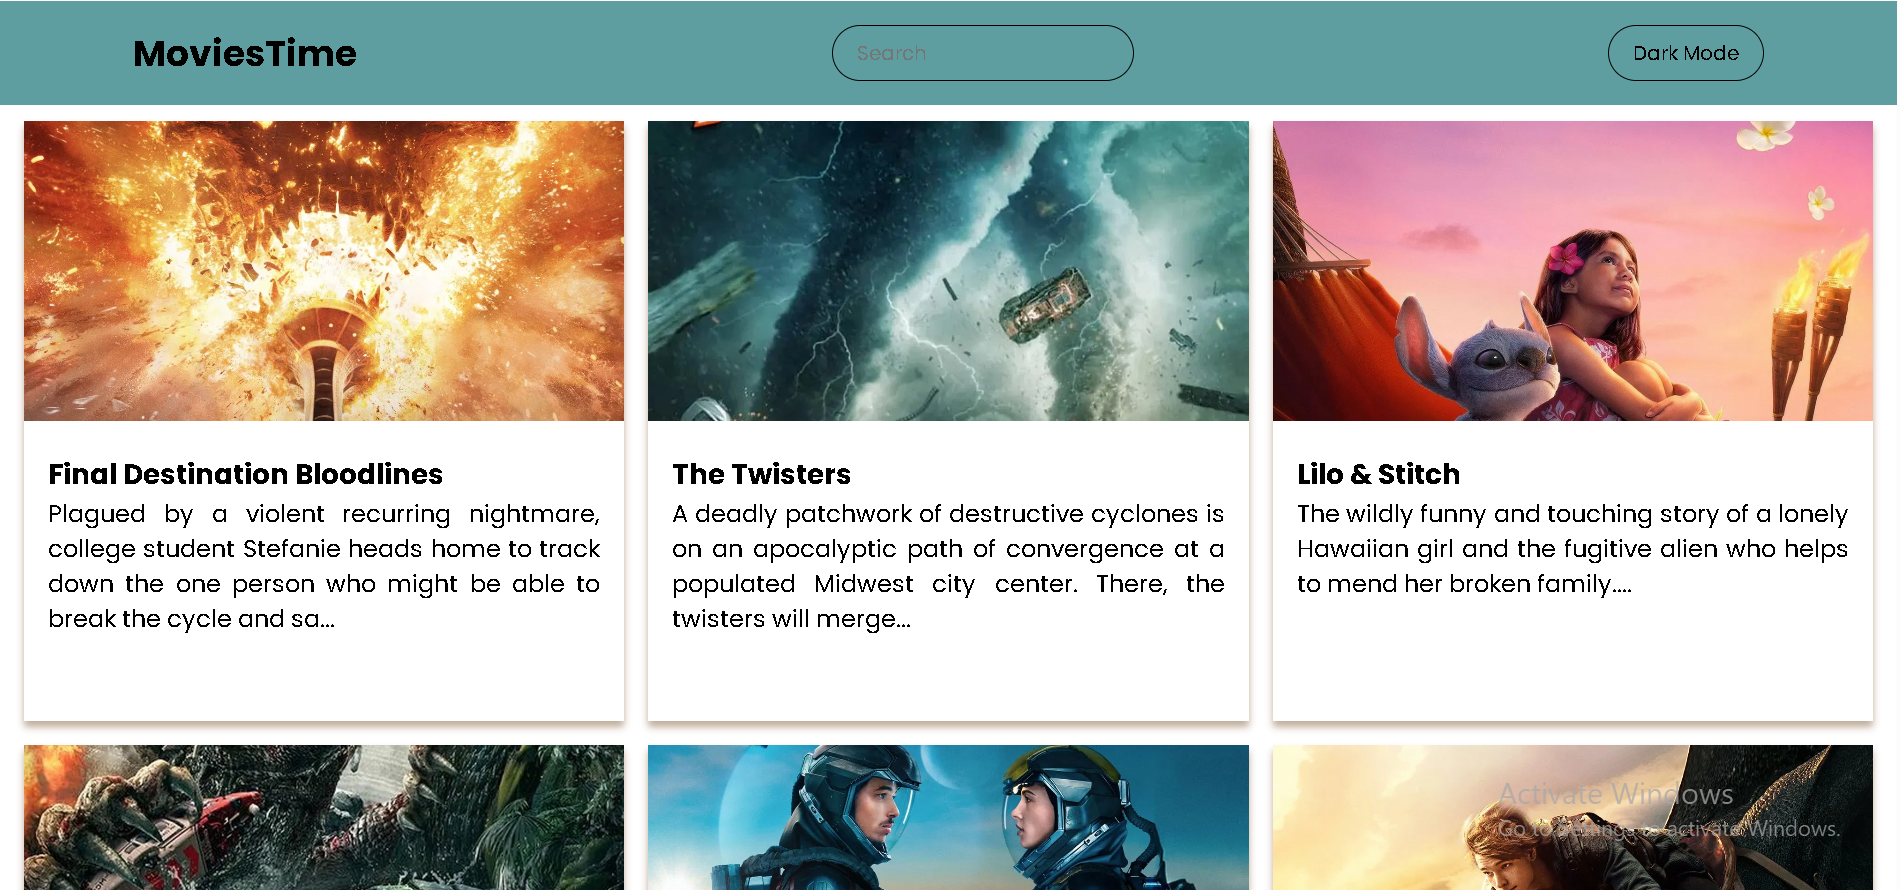 MoviesTime
Search
Dark Mode
Final Destination Bloodlines
Plagued by a violent recurring nightmare,
college student Stefanie heads home to track
down the one person who might be able to
break the cycle and sa...
The Twisters
A deadly patchwork of destructive cyclones is
on an apocalyptic path of convergence at a
populated Midwest city center. There, the
twisters will merge...
Lilo & Stitch
The wildly funny and touching story of a lonely
Hawaiian girl and the fugitive alien who helps
to mend her broken family....
Activate Windows
Go to Settings to activate Windows.